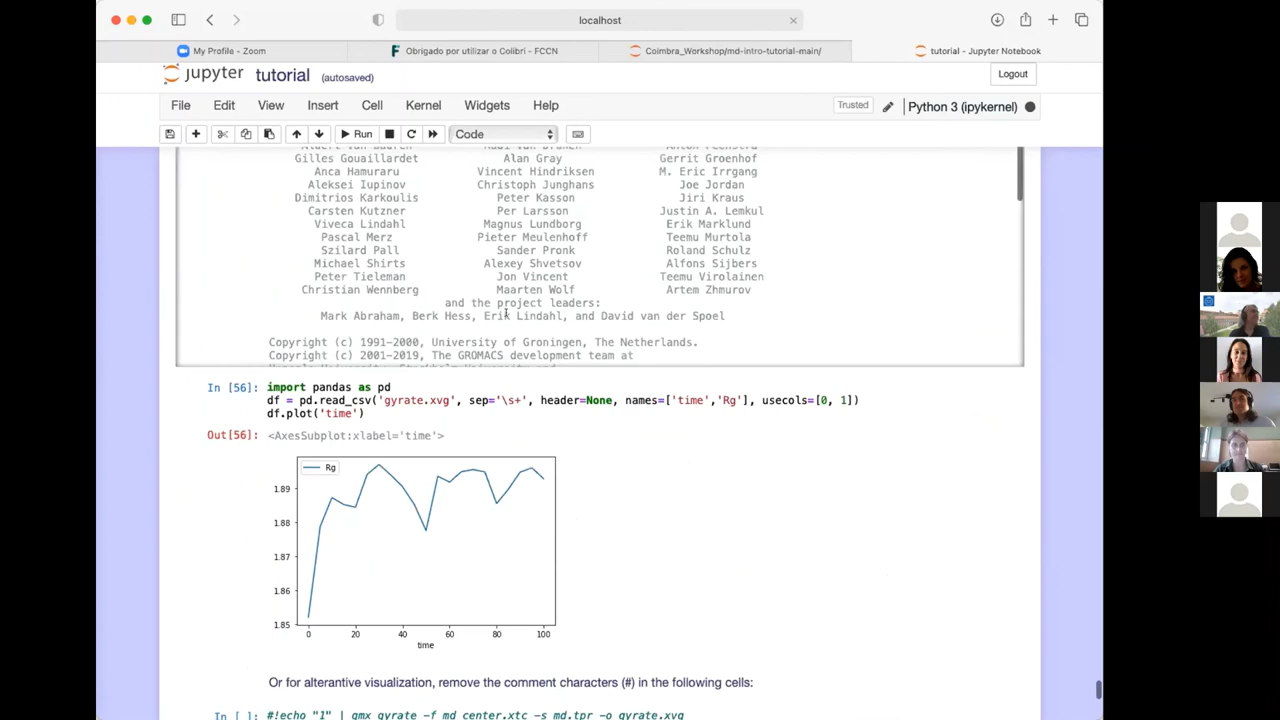 localhost
My Profile - Zoom
Obrigado por utilizar o Colibri - FCCN
Coimbra_Workshop/md-intro-tutorial-main/
tutorial - Jupyter Notebook
jupyter tutorial (autosaved)
Logout
File Edit View Insert Cell Kernel Widgets Help
Trusted
Python 3 (ipykernel)
Run
Code
Gilles Gouaillardet Alan Gray Gerrit Groenhof
Anca Hamuraru Vincent Hindriksen M. Eric Irrgang
Aleksei Iupinov Christoph Junghans Joe Jordan
Dimitrios Karkoulis Peter Kasson Jiri Kraus
Carsten Kutzner Per Larsson Justin A. Lemkul
Viveca Lindahl Magnus Lundborg Erik Marklund
Pascal Merz Pieter Meulenhoff Teemu Murtola
Szilard Pall Sander Pronk Roland Schulz
Michael Shirts Alexey Shvetsov Alfons Sijbers
Peter Tieleman Jon Vincent Teemu Virolainen
Christian Wennberg Maarten Wolf Artem Zhmurov
and the project leaders:
Mark Abraham, Berk Hess, Erik Lindahl, and David van der Spoel
Copyright (c) 1991-2000, University of Groningen, The Netherlands.
Copyright (c) 2001-2019, The GROMACS development team at
In [56]: import pandas as pd
df = pd.read_csv('gyrate.xvg', sep='\s+', header=None, names=['time','Rg'], usecols=[0, 1])
df.plot('time')
Out[56]: <AxesSubplot:xlabel='time'>
Rg
1.89
1.88
1.87
1.86
1.85
0 20 40 60 80 100
time
Or for alterantive visualization, remove the comment characters (#) in the following cells:
In [ ]: #!echo "1" | gmx gyrate -f md_center.xtc -s md.tpr -o gyrate.xvg